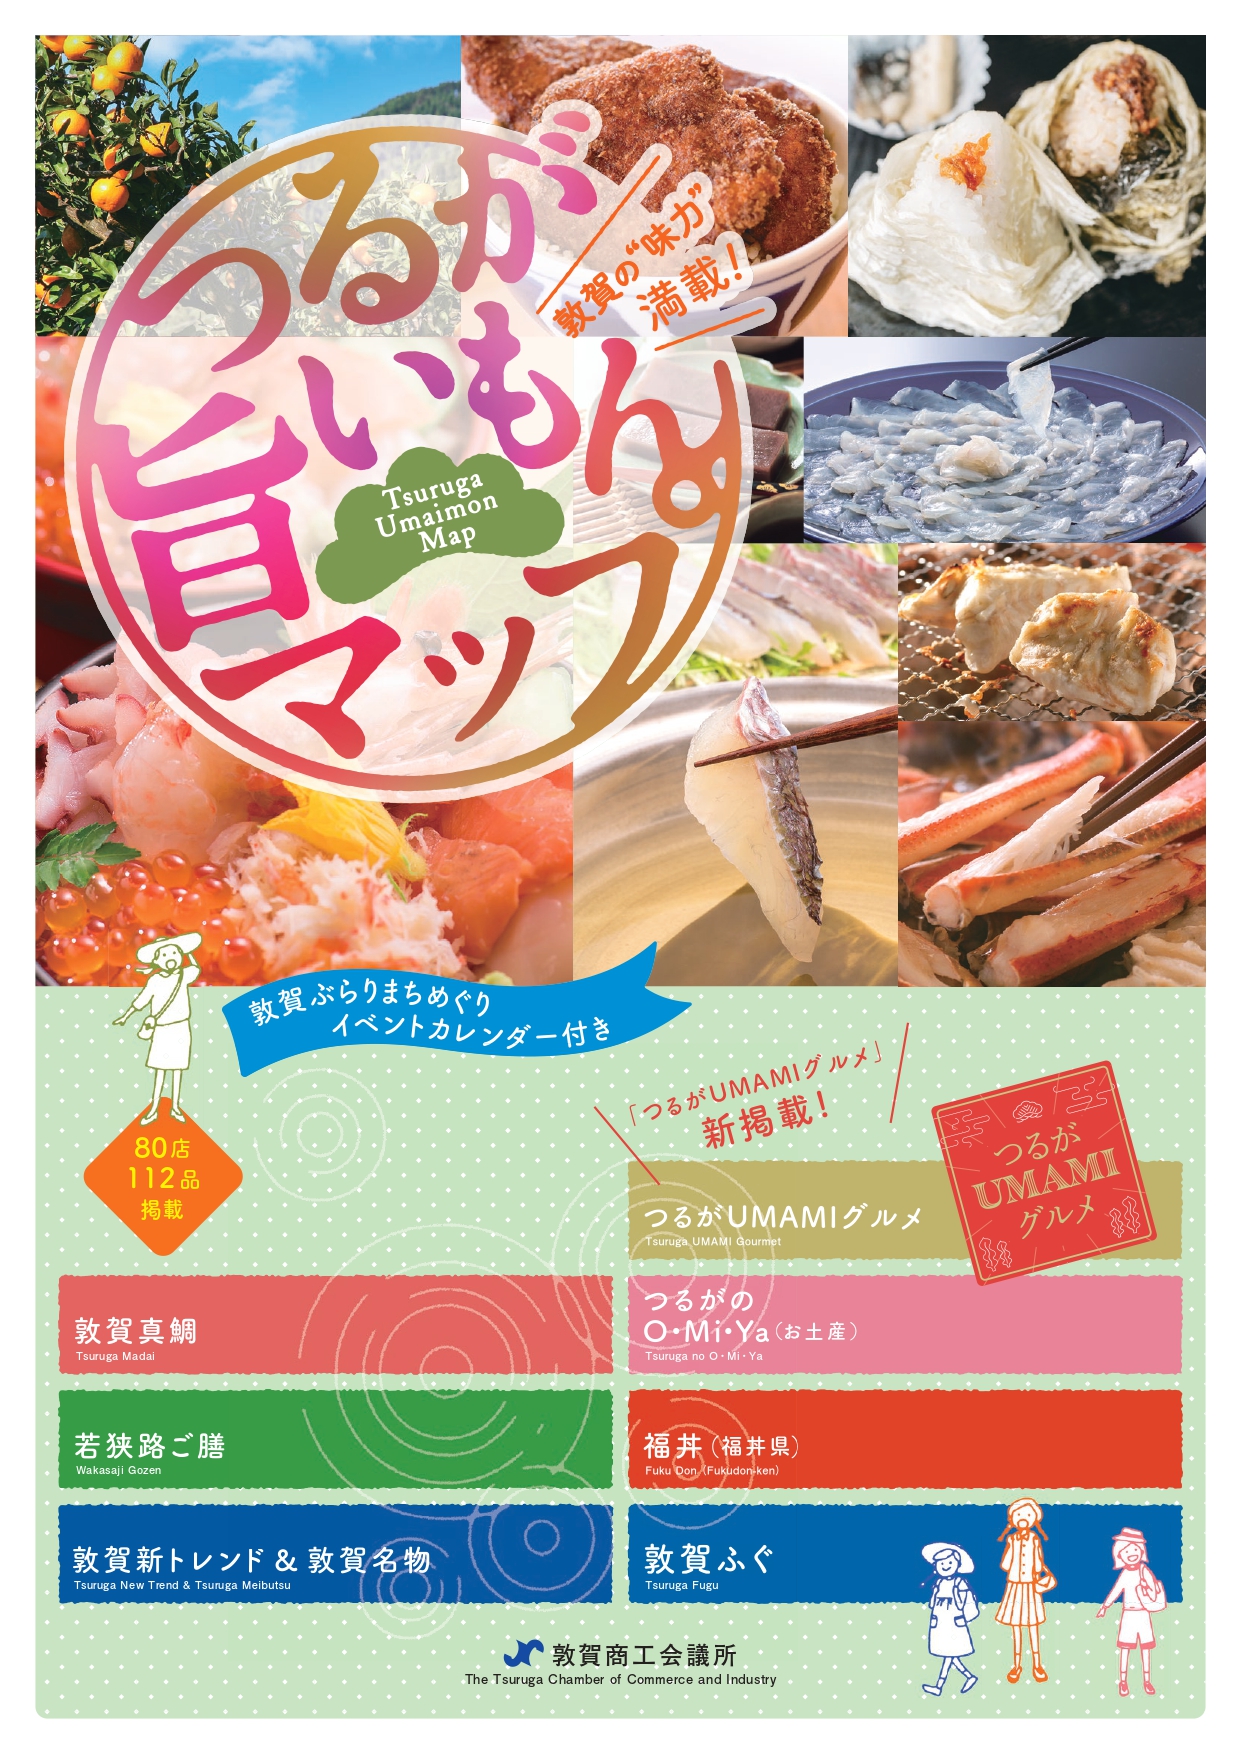 つるが
旨いもん。
マップ
Tsuruga
Umaimon
Map
敦賀の“味力”
満載！
敦賀ぶらりまちめぐり
イベントカレンダー付き
80店
112品
掲載
「つるがUMAMIグルメ」
新掲載！
つるが
UMAMI
グルメ
つるがUMAMIグルメ
Tsuruga UMAMI Gourmet
敦賀真鯛
Tsuruga Madai
つるがの
O・Mi・Ya（お土産）
Tsuruga no O・Mi・Ya
若狭路ご膳
Wakasaji Gozen
福丼（福丼県）
Fuku Don（Fukudon-ken）
敦賀新トレンド & 敦賀名物
Tsuruga New Trend & Tsuruga Meibutsu
敦賀ふぐ
Tsuruga Fugu
敦賀商工会議所
The Tsuruga Chamber of Commerce and Industry